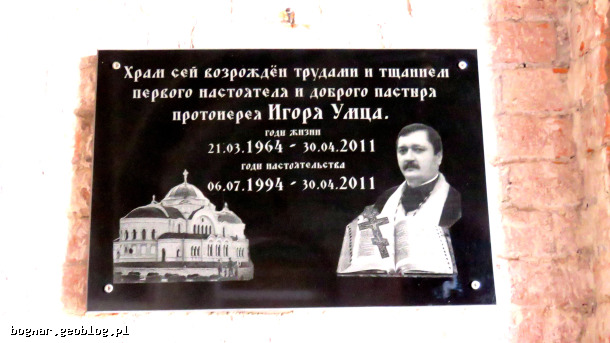 Храм сей возрождён трудами и тщанием
первого настоятеля и доброго пастыря
протоиерея Игоря Умца.
годы жизни
21.03.1964 - 30.04.2011
годы настоятельства
06.07.1994 - 30.04.2011
bognar.geoblog.pl